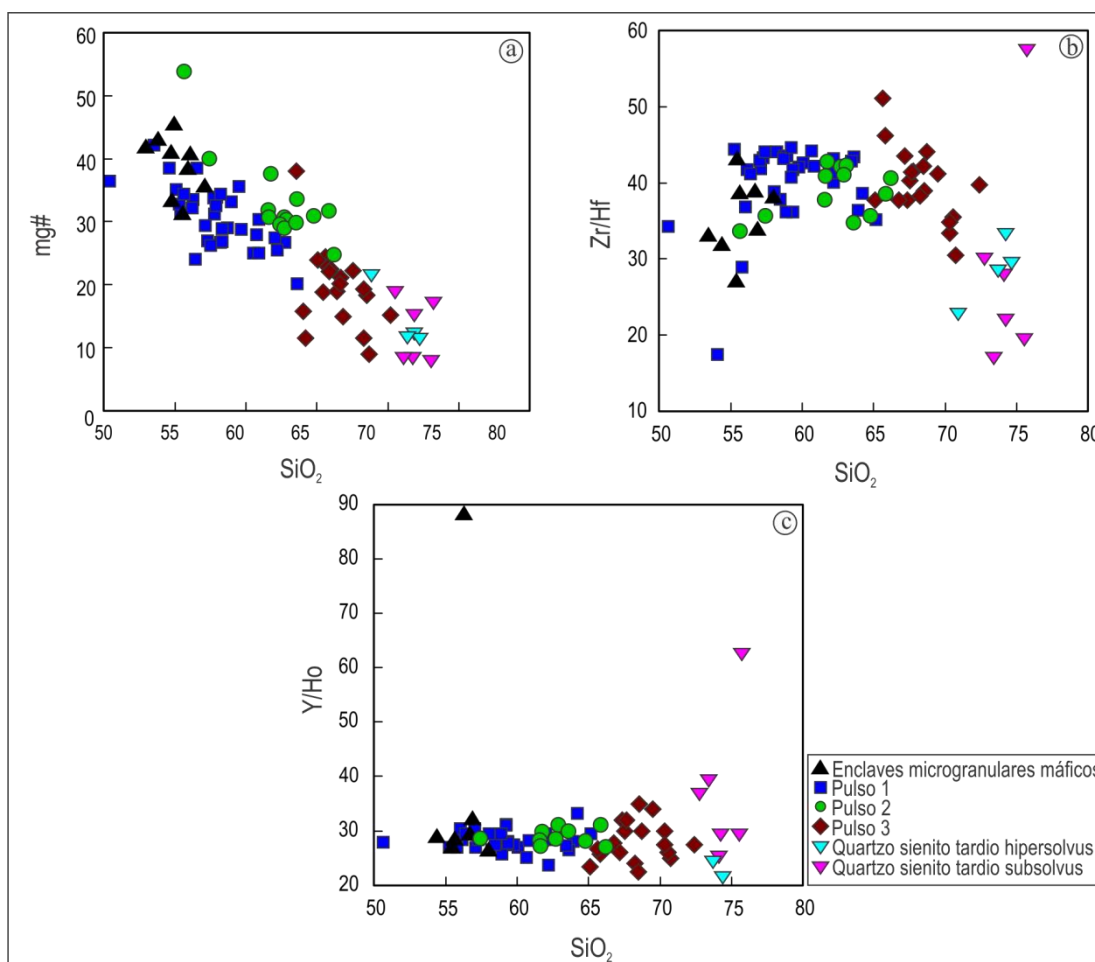 a
mg#
60
50
40
30
20
10
0
50 55 60 65 70 75 80
SiO2
b
Zr/Hf
60
50
40
30
20
10
50 55 60 65 70 75 80
SiO2
c
Y/Ho
90
80
70
60
50
40
30
20
50 55 60 65 70 75 80
SiO2
Enclaves microgranulares máficos
Pulso 1
Pulso 2
Pulso 3
Quartzo sienito tardio hipersolvus
Quartzo sienito tardio subsolvus